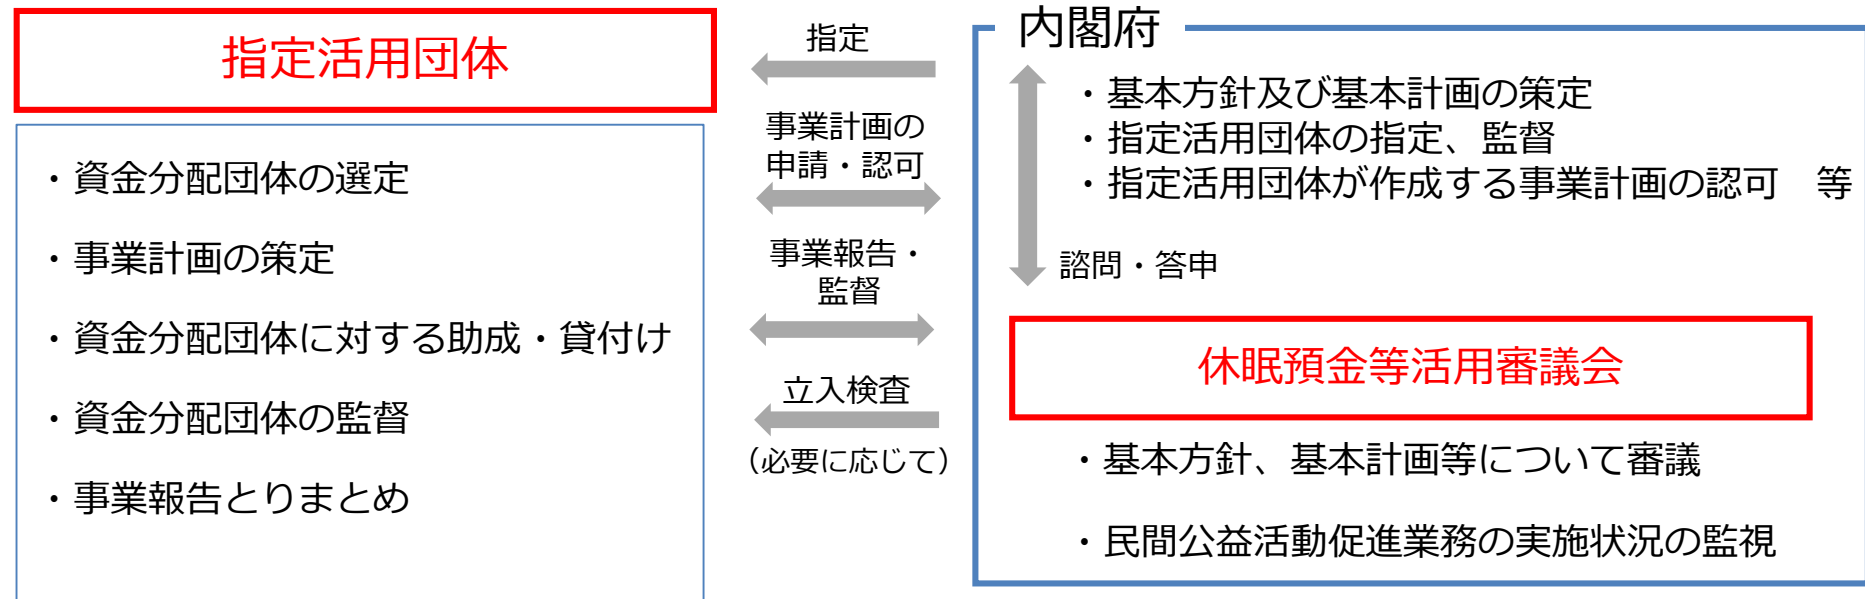 指定活用団体
・資金分配団体の選定
・事業計画の策定
・資金分配団体に対する助成・貸付け
・資金分配団体の監督
・事業報告とりまとめ
指定
事業計画の
申請・認可
事業報告・
監督
立入検査
（必要に応じて）
内閣府
・基本方針及び基本計画の策定
・指定活用団体の指定、監督
・指定活用団体が作成する事業計画の認可　等
諮問・答申
休眠預金等活用審議会
・基本方針、基本計画等について審議
・民間公益活動促進業務の実施状況の監視